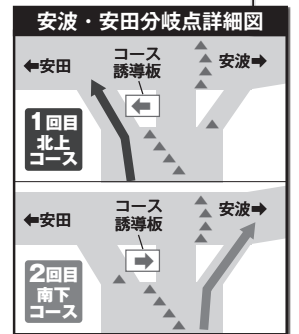 安波・安田分岐点詳細図
←安田
コース
誘導板
安波➡
←
1回目
北上
コース
←安田
コース
誘導板
安波➡
➡
2回目
南下
コース